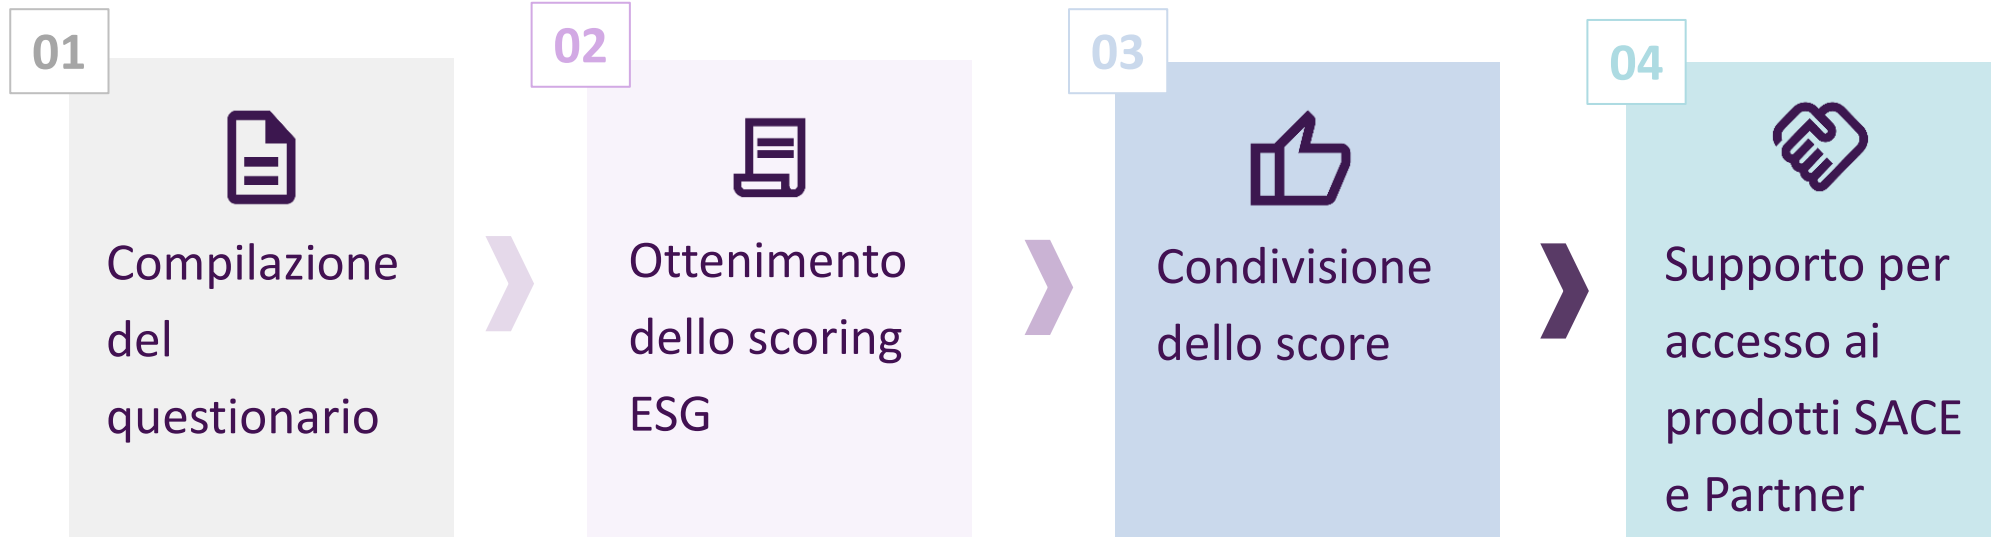 01
Compilazione
del
questionario
02
Ottenimento
dello scoring
ESG
03
Condivisione
dello score
04
Supporto per
accesso ai
prodotti SACE
e Partner